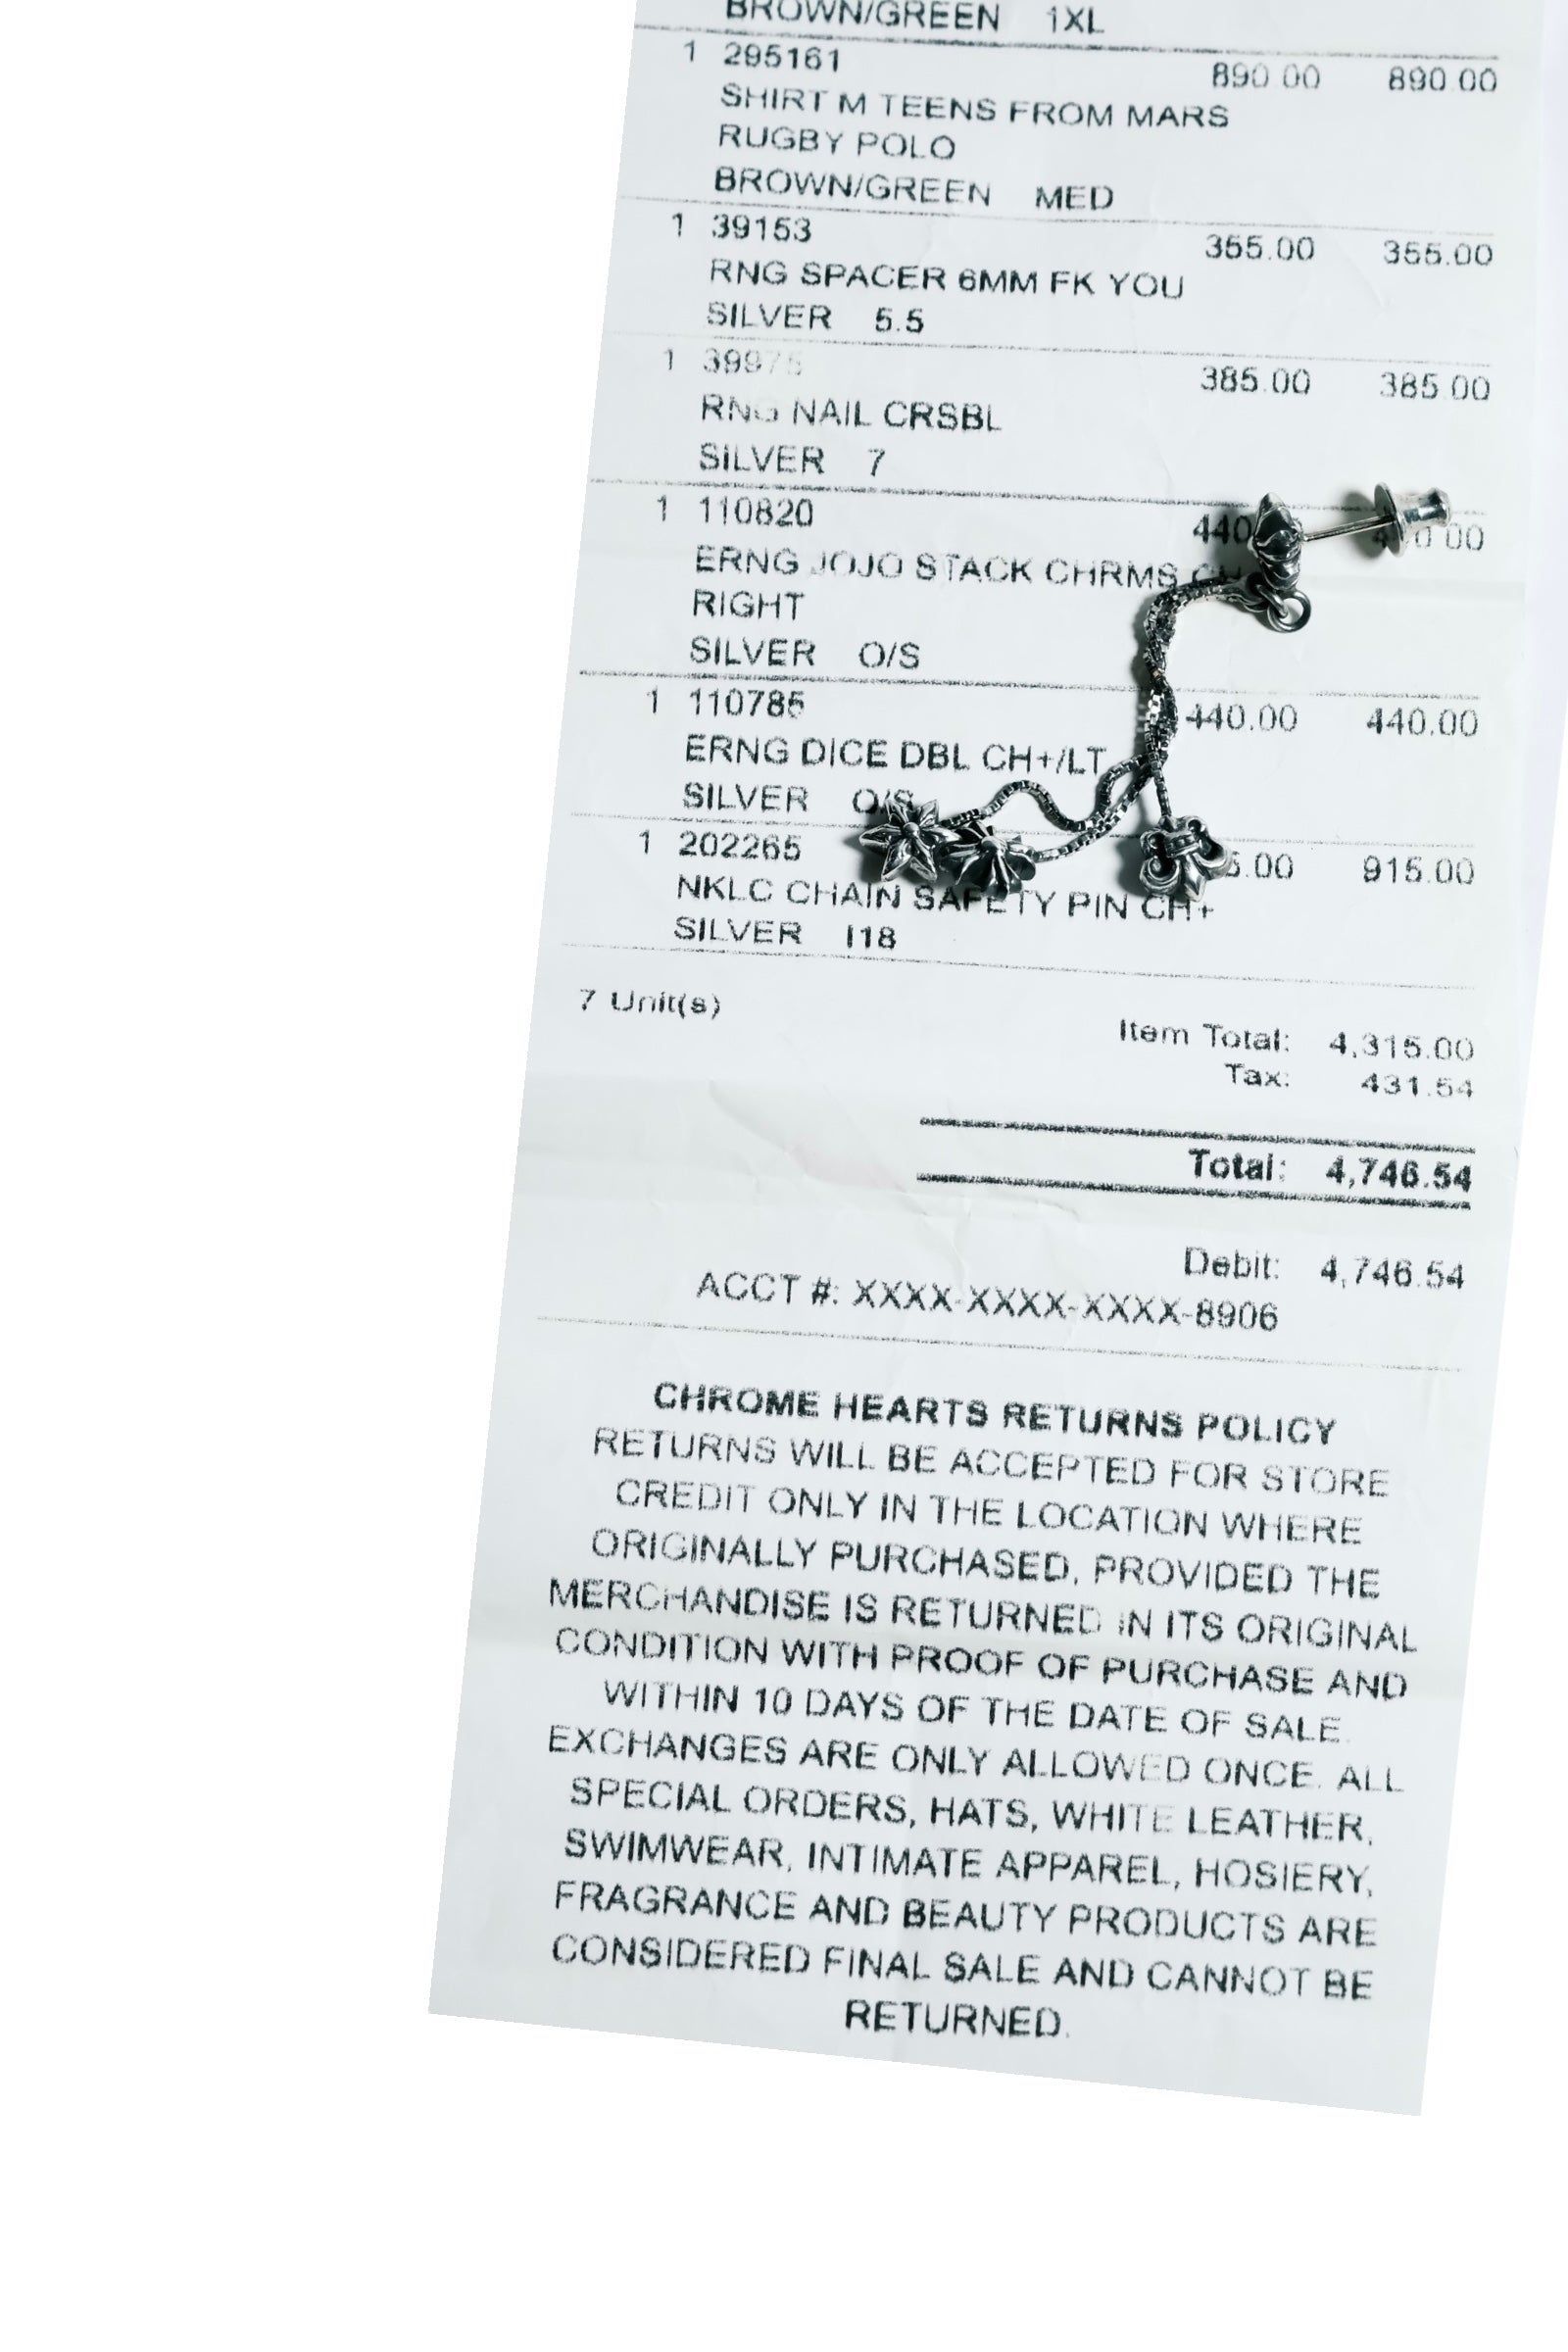 BROWN/GREEN 1XL
1 295161 890.00 890.00
SHIRT M TEENS FROM MARS
RUGBY POLO
BROWN/GREEN MED
1 39153 355.00 355.00
RNG SPACER 6MM FK YOU
SILVER 5.5
1 39975 385.00 385.00
RNG NAIL CRSBL
SILVER 7
1 110820
ERNG JOJO STACK CHRMS
RIGHT
SILVER O/S
1 110785 440.00 440.00
ERNG DICE DBL CH+/LT
SILVER O/S
1 202265 915.00
NKLC CHAIN SAFETY PIN CH+
SILVER I18
7 Unit(s)
Item Total: 4,315.00
Tax: 431.54
Total: 4,746.54
Debit: 4,746.54
ACCT #: XXXX-XXXX-XXXX-8906
CHROME HEARTS RETURNS POLICY
RETURNS WILL BE ACCEPTED FOR STORE
CREDIT ONLY IN THE LOCATION WHERE
ORIGINALLY PURCHASED, PROVIDED THE
MERCHANDISE IS RETURNED IN ITS ORIGINAL
CONDITION WITH PROOF OF PURCHASE AND
WITHIN 10 DAYS OF THE DATE OF SALE.
EXCHANGES ARE ONLY ALLOWED ONCE. ALL
SPECIAL ORDERS, HATS, WHITE LEATHER,
SWIMWEAR, INTIMATE APPAREL, HOSIERY,
FRAGRANCE AND BEAUTY PRODUCTS ARE
CONSIDERED FINAL SALE AND CANNOT BE
RETURNED.